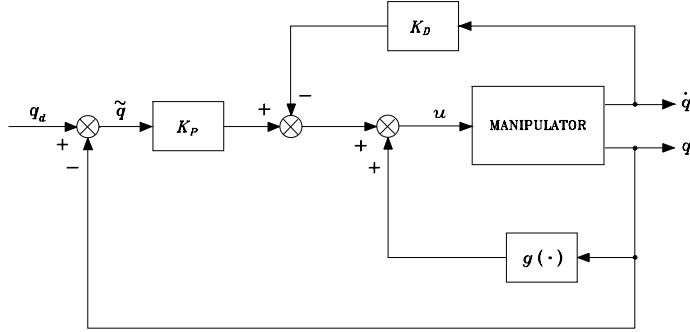 K_D
−
q_d
+
−
q̃
K_P
+
+
+
u
MANIPULATOR
q̇
q
g(·)